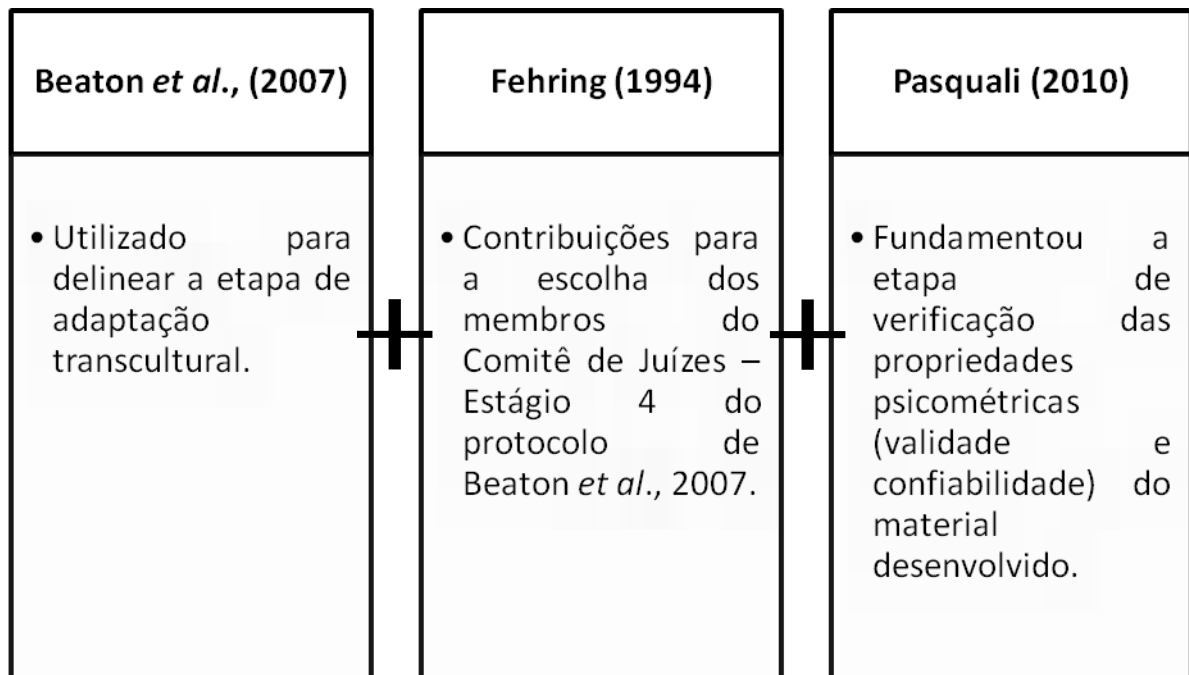 Beaton et al., (2007)
• Utilizado para
delinear a etapa de
adaptação
transcultural.
Fehring (1994)
• Contribuições para
a escolha dos
membros do
Comitê de Juízes –
Estágio 4 do
protocolo de
Beaton et al., 2007.
Pasquali (2010)
• Fundamentou a
etapa de
verificação das
propriedades
psicométricas
(validade e
confiabilidade) do
material
desenvolvido.